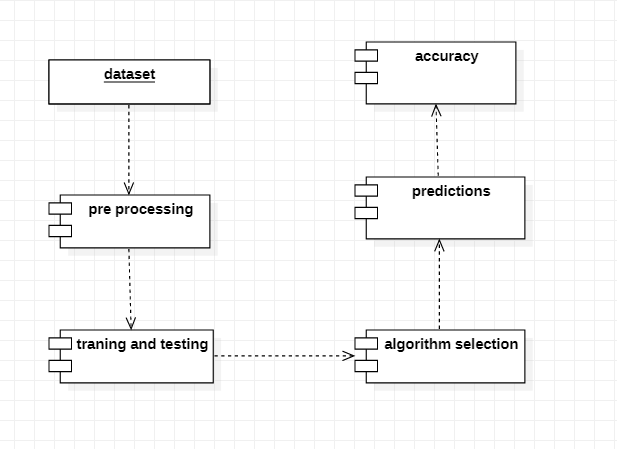 dataset
pre processing
traning and testing
algorithm selection
predictions
accuracy